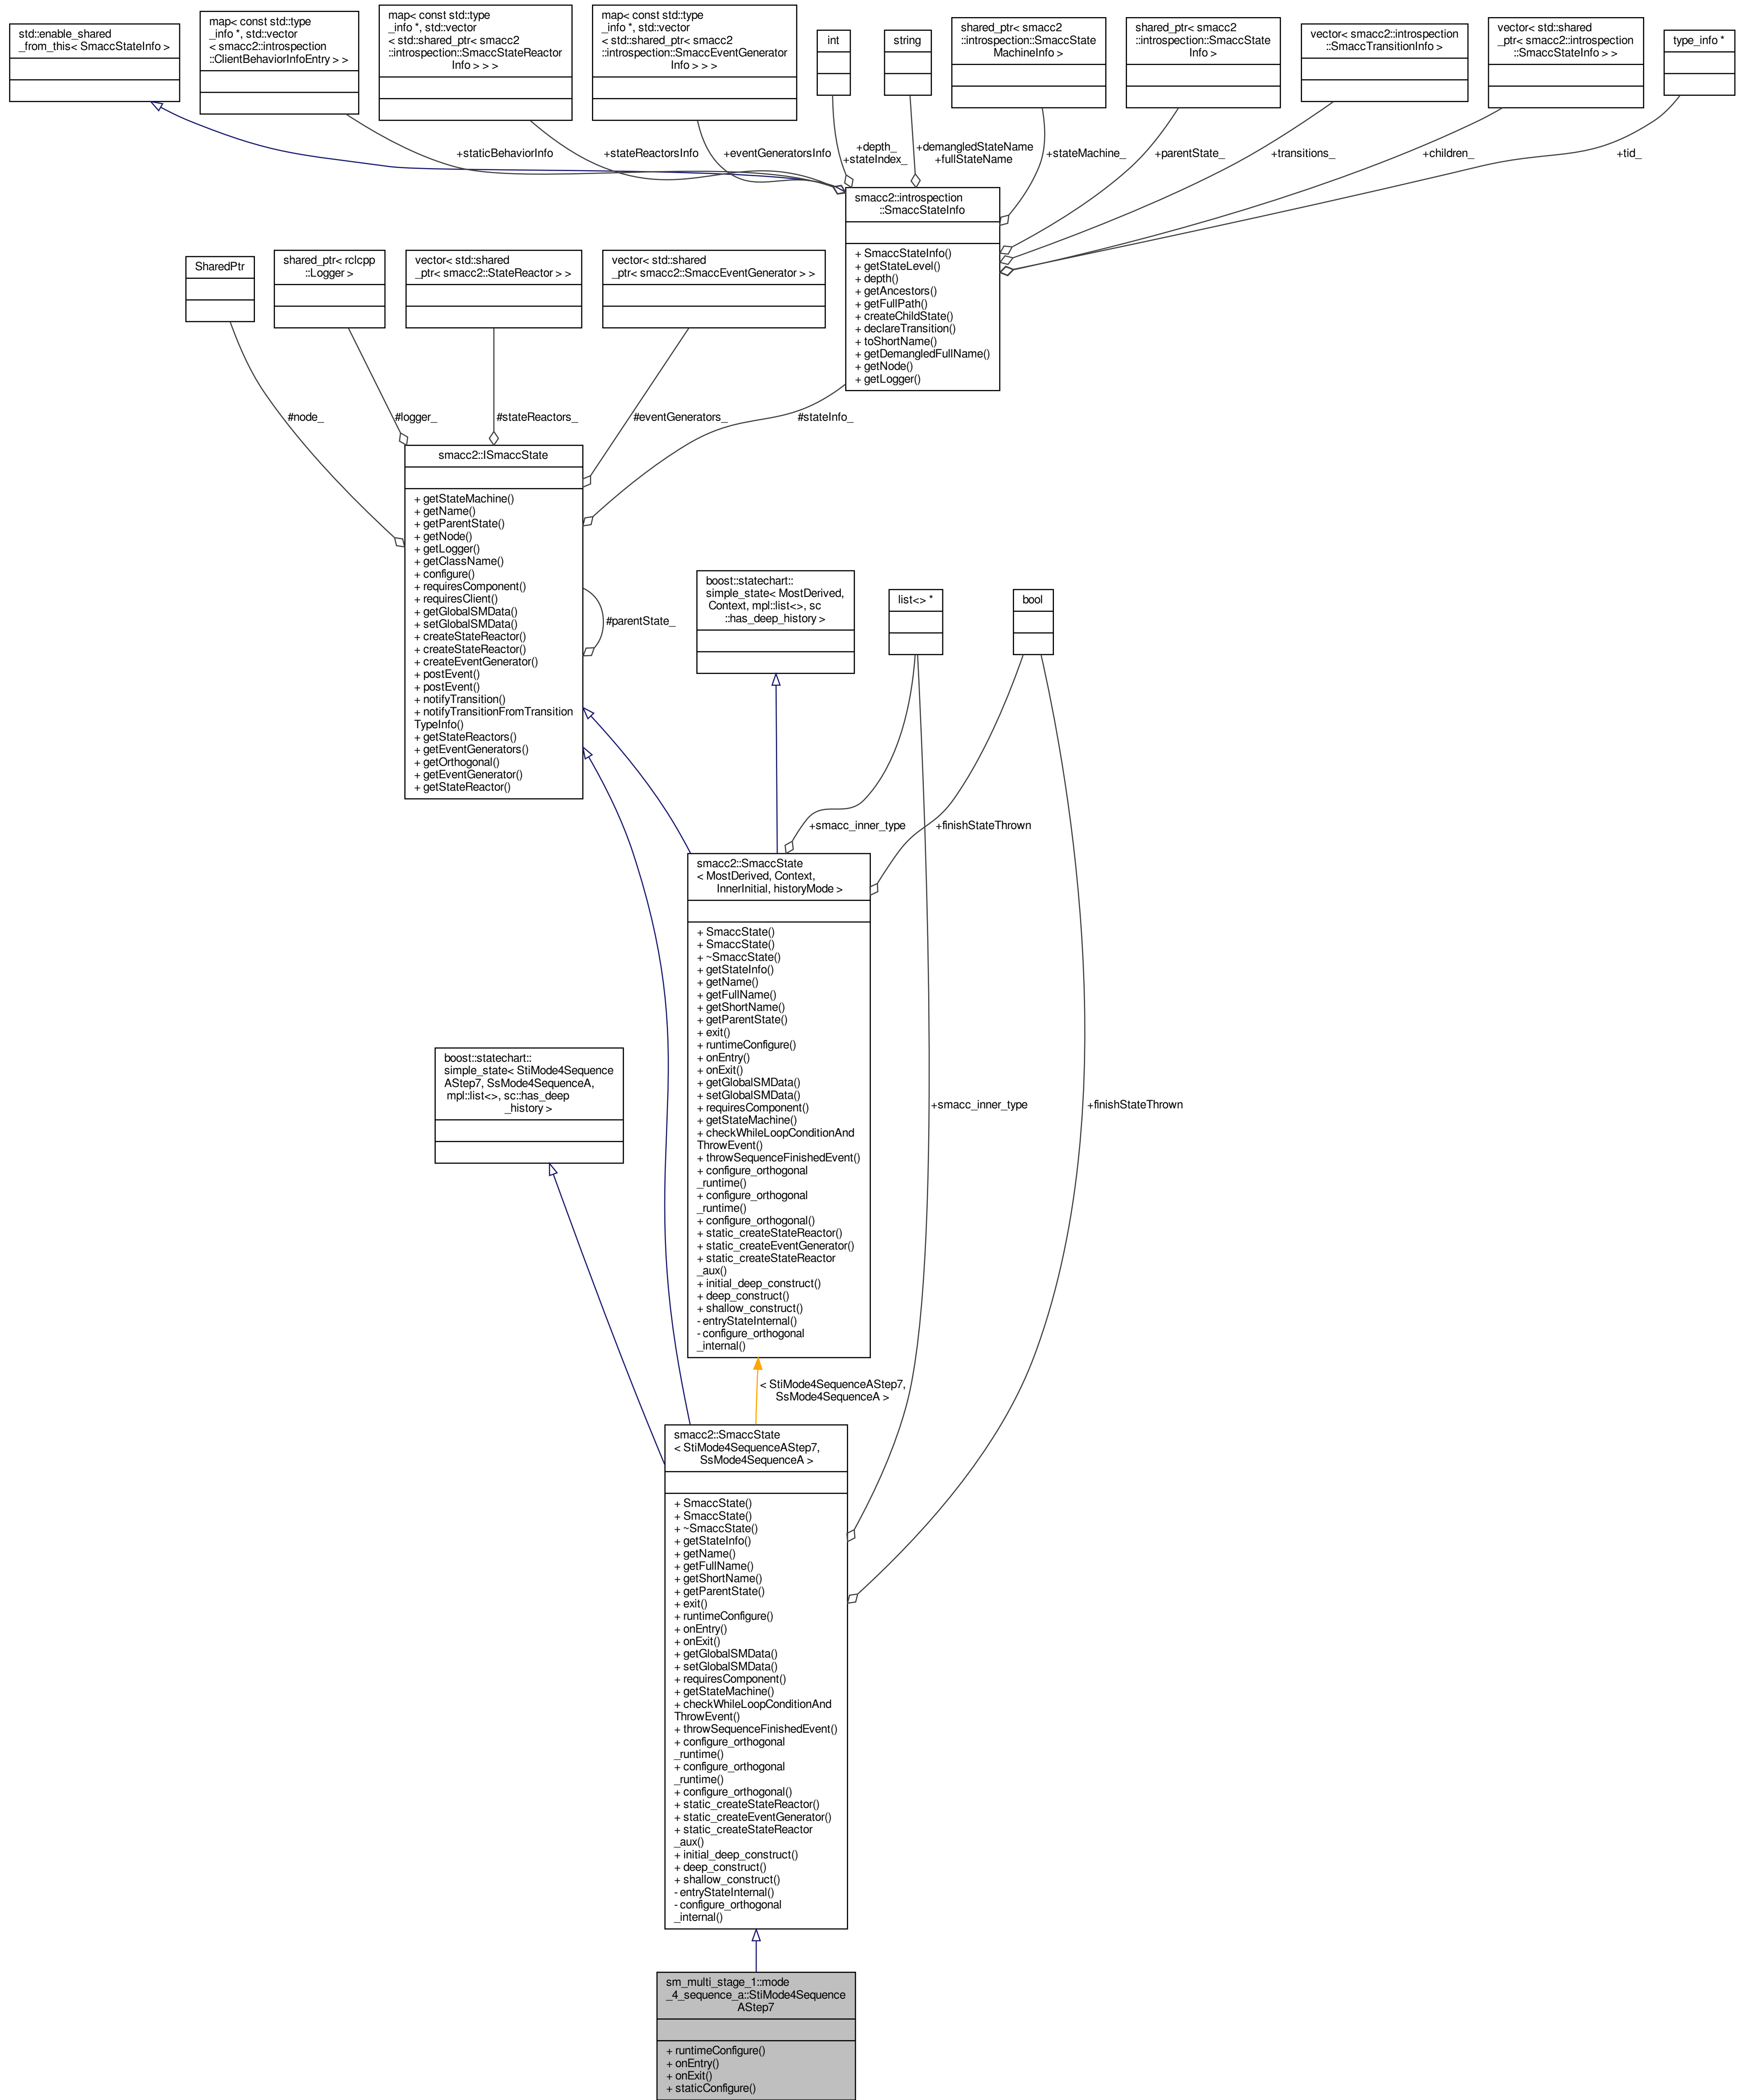 std::enable_shared
_from_this< SmaccStateInfo >
map< const std::type
_info *, std::vector
< smacc2::introspection
::ClientBehaviorInfoEntry > >
map< const std::type
_info *, std::vector
< std::shared_ptr< smacc2
::introspection::SmaccStateReactor
Info > > >
map< const std::type
_info *, std::vector
< std::shared_ptr< smacc2
::introspection::SmaccEventGenerator
Info > > >
int
string
shared_ptr< smacc2
::introspection::SmaccState
MachineInfo >
shared_ptr< smacc2
::introspection::SmaccState
Info >
vector< smacc2::introspection
::SmaccTransitionInfo >
vector< std::shared
_ptr< smacc2::introspection
::SmaccStateInfo > >
type_info *
+staticBehaviorInfo
+stateReactorsInfo
+eventGeneratorsInfo
+depth_
+stateIndex_
+demangledStateName
+fullStateName
+stateMachine_
+parentState_
+transitions_
+children_
+tid_
smacc2::introspection
::SmaccStateInfo
+ SmaccStateInfo()
+ getStateLevel()
+ depth()
+ getAncestors()
+ getFullPath()
+ createChildState()
+ declareTransition()
+ toShortName()
+ getDemangledFullName()
+ getNode()
+ getLogger()
SharedPtr
shared_ptr< rclcpp
::Logger >
vector< std::shared
_ptr< smacc2::StateReactor > >
vector< std::shared
_ptr< smacc2::SmaccEventGenerator > >
#node_
#logger_
#stateReactors_
#eventGenerators_
#stateInfo_
smacc2::ISmaccState
+ getStateMachine()
+ getName()
+ getParentState()
+ getNode()
+ getLogger()
+ getClassName()
+ configure()
+ requiresComponent()
+ requiresClient()
+ getGlobalSMData()
+ setGlobalSMData()
+ createStateReactor()
+ createStateReactor()
+ createEventGenerator()
+ postEvent()
+ postEvent()
+ notifyTransition()
+ notifyTransitionFromTransition
TypeInfo()
+ getStateReactors()
+ getEventGenerators()
+ getOrthogonal()
+ getEventGenerator()
+ getStateReactor()
#parentState_
boost::statechart::
simple_state< MostDerived,
Context, mpl::list<>, sc
::has_deep_history >
list<> *
bool
+smacc_inner_type
+finishStateThrown
smacc2::SmaccState
< MostDerived, Context,
InnerInitial, historyMode >
+ SmaccState()
+ SmaccState()
+ ~SmaccState()
+ getStateInfo()
+ getName()
+ getFullName()
+ getShortName()
+ getParentState()
+ exit()
+ runtimeConfigure()
+ onEntry()
+ onExit()
+ getGlobalSMData()
+ setGlobalSMData()
+ requiresComponent()
+ getStateMachine()
+ checkWhileLoopConditionAnd
ThrowEvent()
+ throwSequenceFinishedEvent()
+ configure_orthogonal
_runtime()
+ configure_orthogonal
_runtime()
+ configure_orthogonal()
+ static_createStateReactor()
+ static_createEventGenerator()
+ static_createStateReactor
_aux()
+ initial_deep_construct()
+ deep_construct()
+ shallow_construct()
- entryStateInternal()
- configure_orthogonal
_internal()
boost::statechart::
simple_state< StiMode4Sequence
AStep7, SsMode4SequenceA,
mpl::list<>, sc::has_deep
_history >
+smacc_inner_type
+finishStateThrown
< StiMode4SequenceAStep7,
SsMode4SequenceA >
smacc2::SmaccState
< StiMode4SequenceAStep7,
SsMode4SequenceA >
+ SmaccState()
+ SmaccState()
+ ~SmaccState()
+ getStateInfo()
+ getName()
+ getFullName()
+ getShortName()
+ getParentState()
+ exit()
+ runtimeConfigure()
+ onEntry()
+ onExit()
+ getGlobalSMData()
+ setGlobalSMData()
+ requiresComponent()
+ getStateMachine()
+ checkWhileLoopConditionAnd
ThrowEvent()
+ throwSequenceFinishedEvent()
+ configure_orthogonal
_runtime()
+ configure_orthogonal
_runtime()
+ configure_orthogonal()
+ static_createStateReactor()
+ static_createEventGenerator()
+ static_createStateReactor
_aux()
+ initial_deep_construct()
+ deep_construct()
+ shallow_construct()
- entryStateInternal()
- configure_orthogonal
_internal()
sm_multi_stage_1::mode
_4_sequence_a::StiMode4Sequence
AStep7
+ runtimeConfigure()
+ onEntry()
+ onExit()
+ staticConfigure()